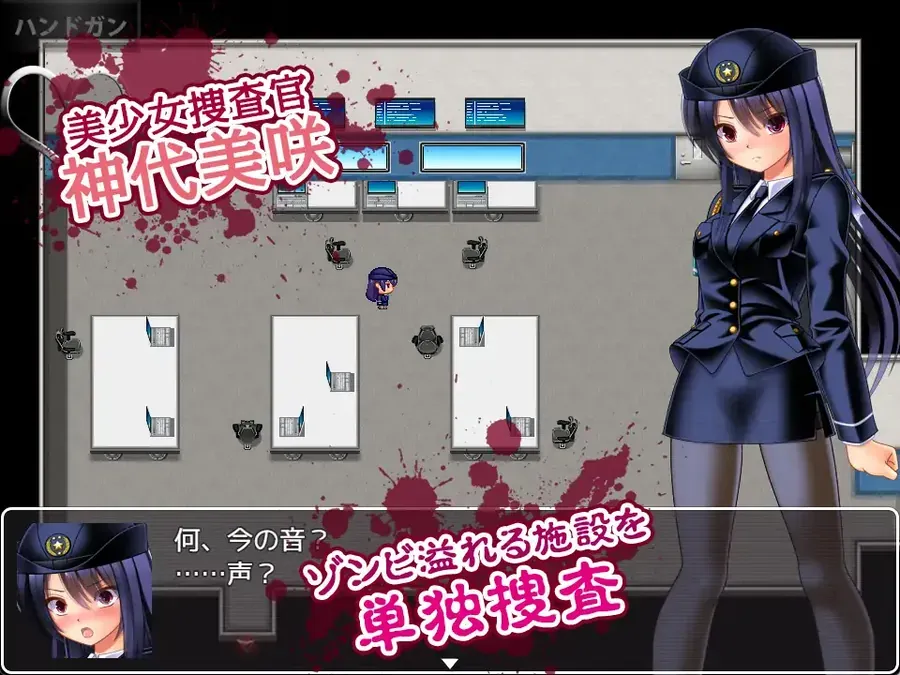 ハンドガン
美少女捜査官
神代美咲
何、今の音？
……声？
ゾンビ溢れる施設を
単独捜査